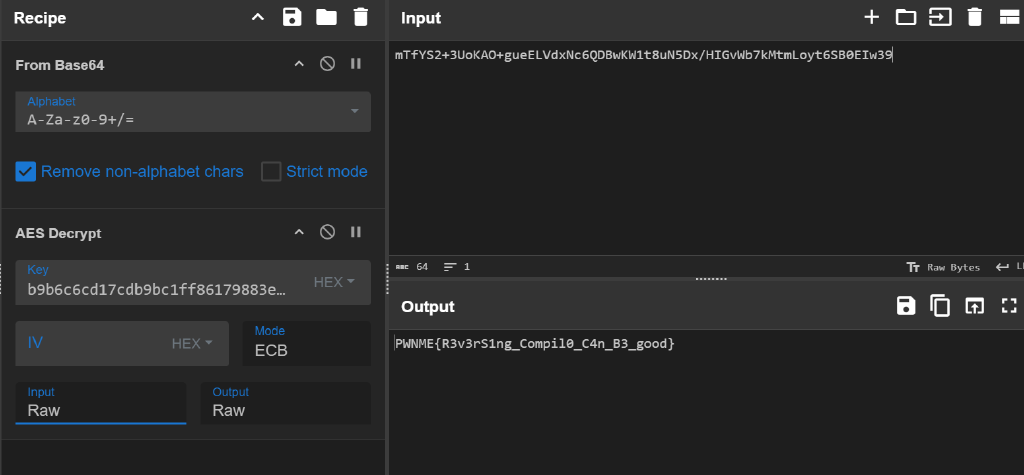 Recipe
From Base64
Alphabet
A-Za-z0-9+/=
Remove non-alphabet chars
Strict mode
AES Decrypt
Key
b9b6c6cd17cdb9bc1ff86179883e…
HEX
IV
HEX
Mode
ECB
Input
Raw
Output
Raw
Input
mTfYS2+3UoKAO+gueELVdxNc6QDBwKW1t8uN5Dx/HIGvWb7kMtmLoyt6SB0EIw39
ABC 64
1
Raw Bytes
Output
PWNME{R3v3rS1ng_Compil0_C4n_B3_good}